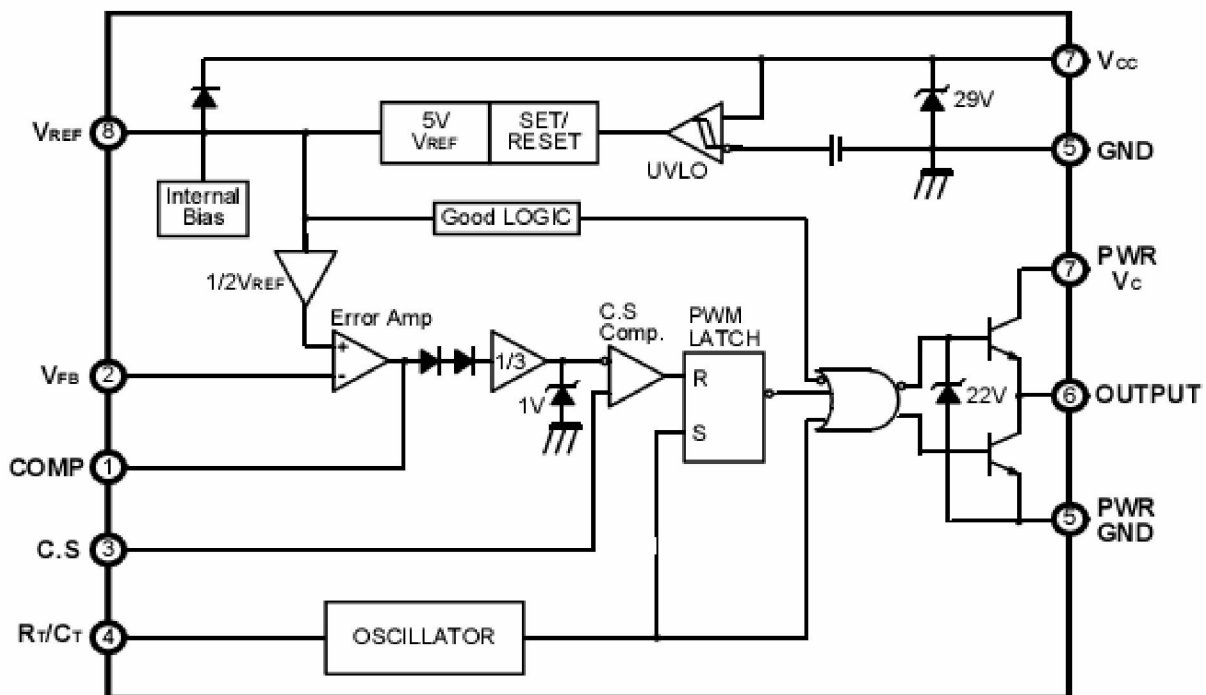 7 VCC
29V
8 VREF
5V
VREF
SET/
RESET
UVLO
5 GND
Internal
Bias
Good LOGIC
1/2VREF
7 PWR
VC
Error Amp
C.S
Comp.
PWM
LATCH
+
-
1/3
1V
R
S
2 VFB
22V
6 OUTPUT
COMP 1
C.S 3
5 PWR
GND
RT/CT 4
OSCILLATOR